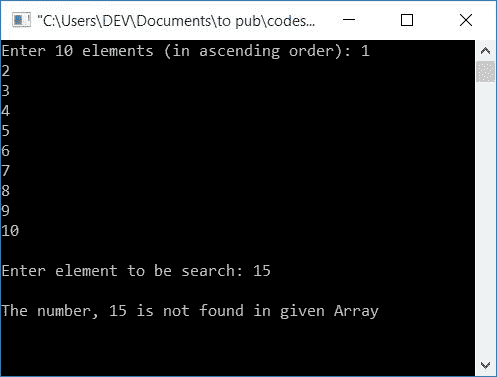 "C:\Users\DEV\Documents\to pub\codes...
Enter 10 elements (in ascending order): 1
2
3
4
5
6
7
8
9
10
Enter element to be search: 15
The number, 15 is not found in given Array